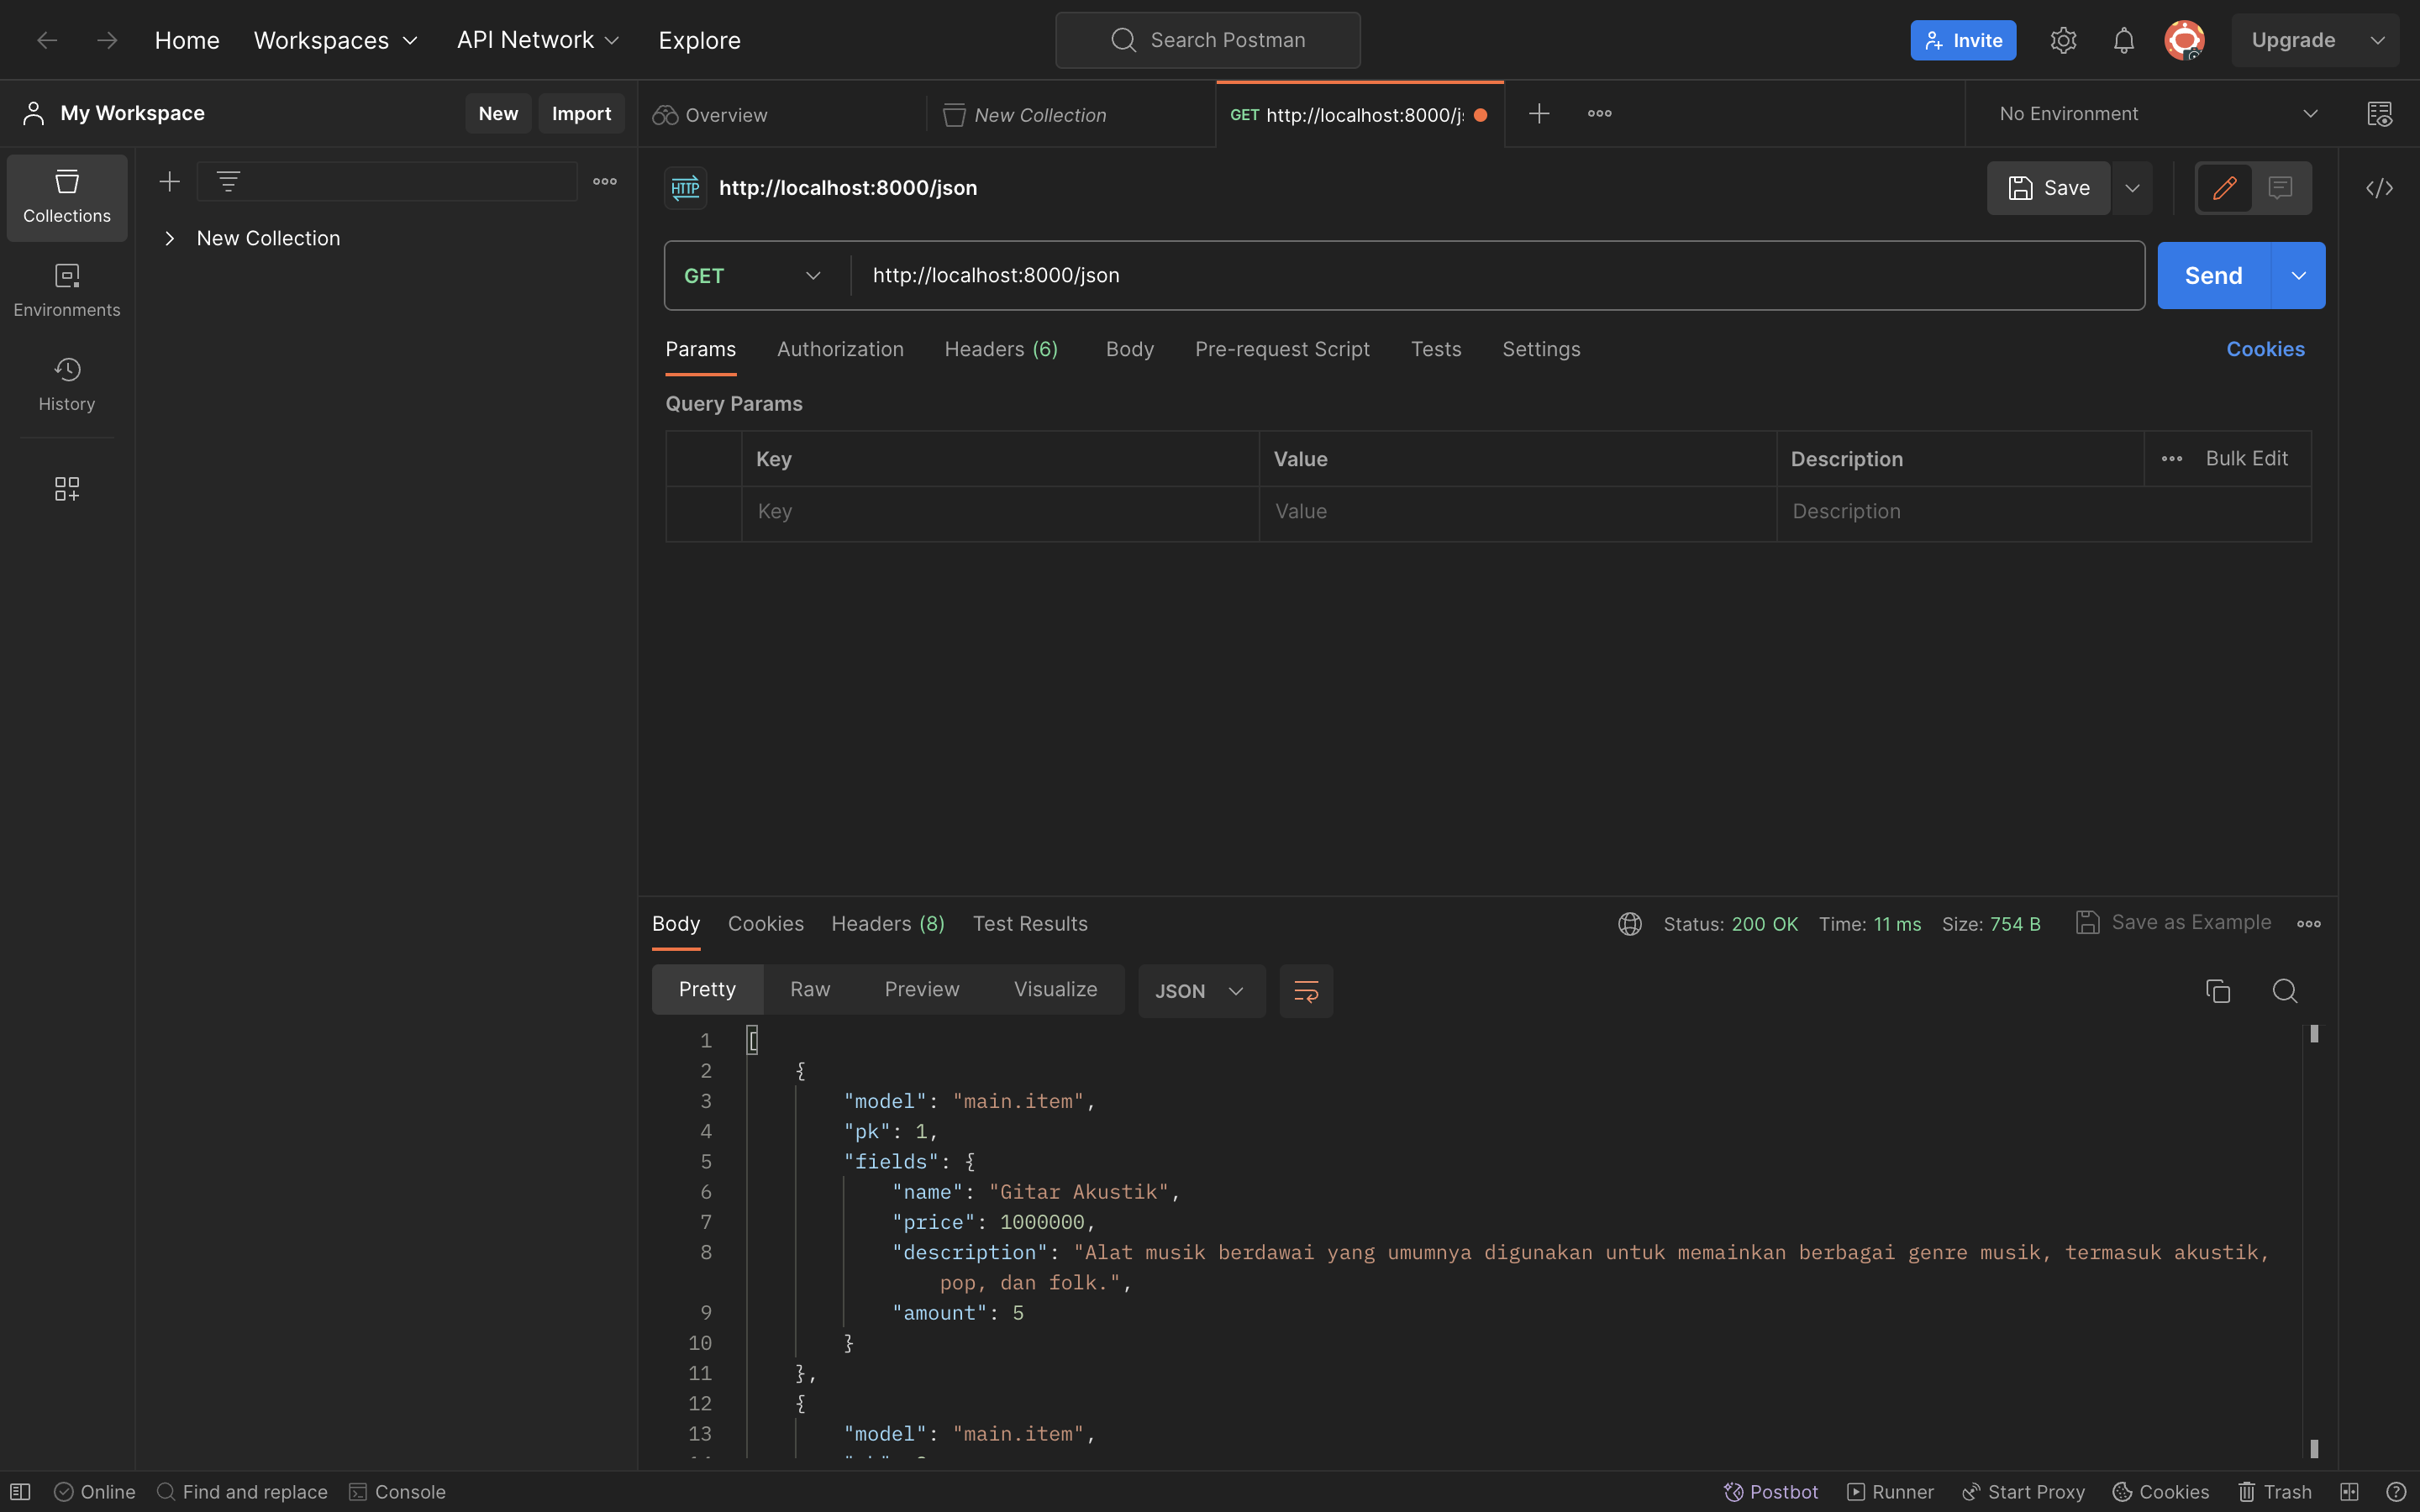 Home Workspaces API Network Explore Search Postman Invite Upgrade
My Workspace New Import Overview New Collection GET http://localhost:8000/j No Environment
Collections
Environments
History
New Collection
HTTP http://localhost:8000/json Save
GET http://localhost:8000/json Send
Params Authorization Headers (6) Body Pre-request Script Tests Settings Cookies
Query Params
Key Value Description Bulk Edit
Key Value Description
Body Cookies Headers (8) Test Results Status: 200 OK Time: 11 ms Size: 754 B Save as Example
Pretty Raw Preview Visualize JSON
1 [
2 {
3 "model": "main.item",
4 "pk": 1,
5 "fields": {
6 "name": "Gitar Akustik",
7 "price": 1000000,
8 "description": "Alat musik berdawai yang umumnya digunakan untuk memainkan berbagai genre musik, termasuk akustik,
pop, dan folk.",
9 "amount": 5
10 }
11 },
12 {
13 "model": "main.item",
Online Find and replace Console Postbot Runner Start Proxy Cookies Trash